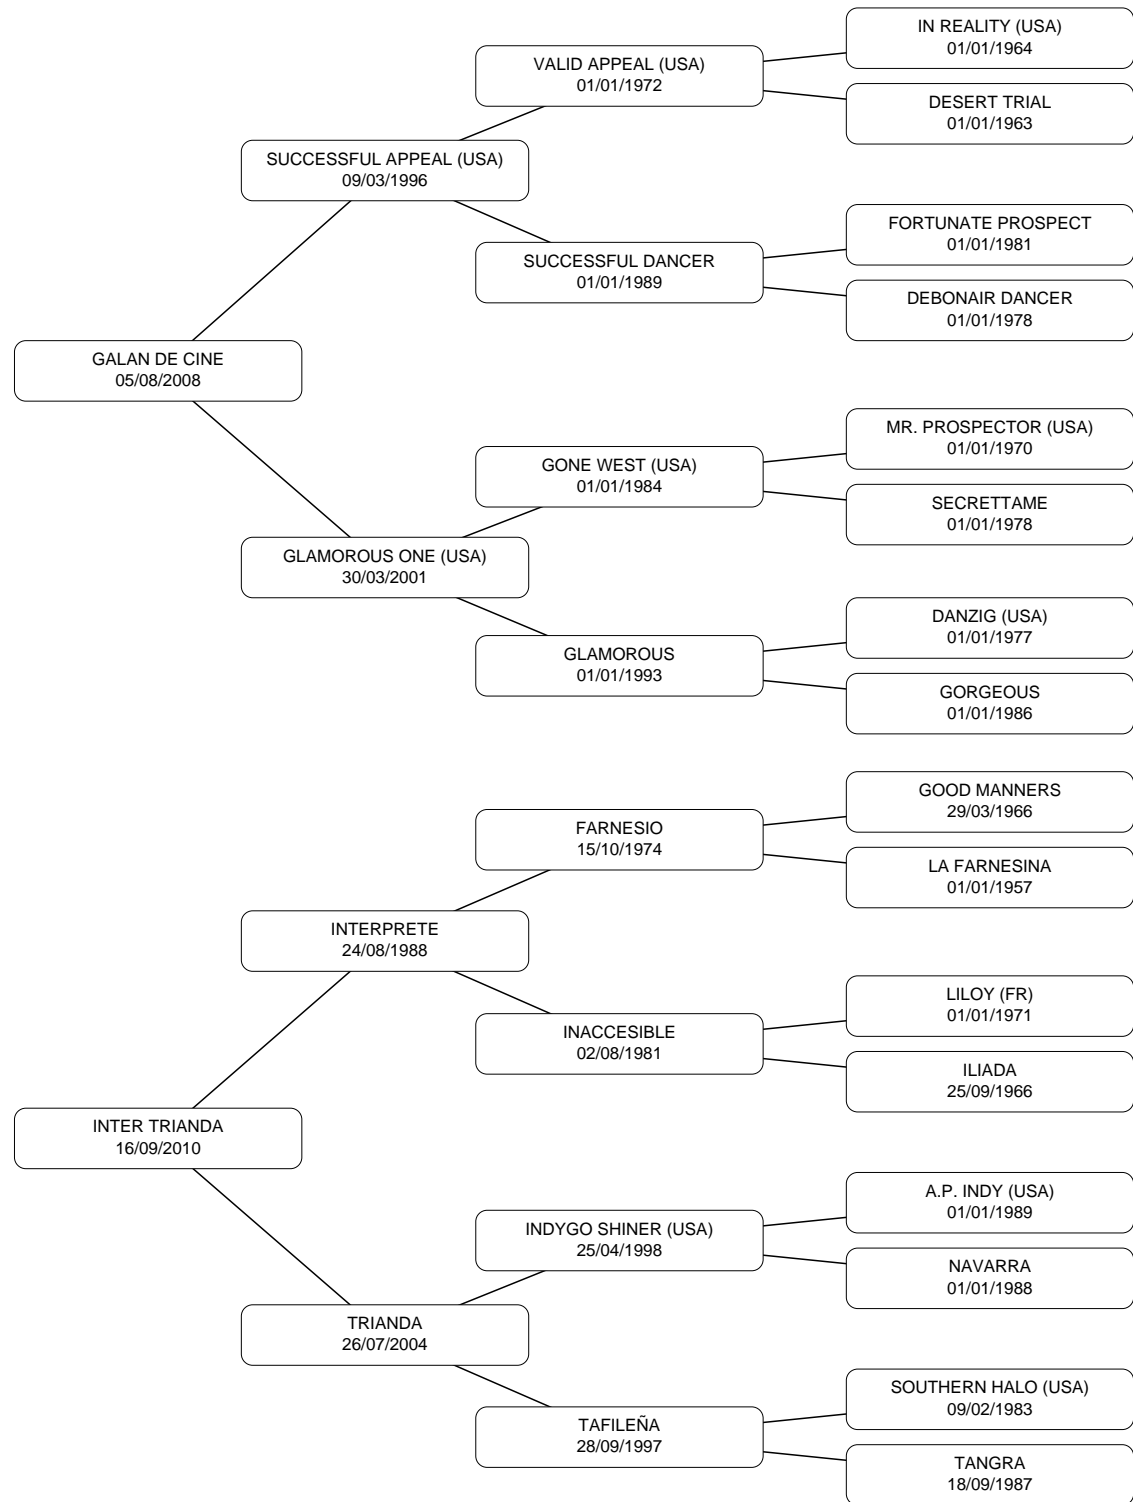 IN REALITY (USA)
01/01/1964
VALID APPEAL (USA)
01/01/1972
DESERT TRIAL
01/01/1963
SUCCESSFUL APPEAL (USA)
09/03/1996
FORTUNATE PROSPECT
01/01/1981
SUCCESSFUL DANCER
01/01/1989
DEBONAIR DANCER
01/01/1978
GALAN DE CINE
05/08/2008
MR. PROSPECTOR (USA)
01/01/1970
GONE WEST (USA)
01/01/1984
SECRETTAME
01/01/1978
GLAMOROUS ONE (USA)
30/03/2001
DANZIG (USA)
01/01/1977
GLAMOROUS
01/01/1993
GORGEOUS
01/01/1986
GOOD MANNERS
29/03/1966
FARNESIO
15/10/1974
LA FARNESINA
01/01/1957
INTERPRETE
24/08/1988
LILOY (FR)
01/01/1971
INACCESIBLE
02/08/1981
ILIADA
25/09/1966
INTER TRIANDA
16/09/2010
A.P. INDY (USA)
01/01/1989
INDYGO SHINER (USA)
25/04/1998
NAVARRA
01/01/1988
TRIANDA
26/07/2004
SOUTHERN HALO (USA)
09/02/1983
TAFILEÑA
28/09/1997
TANGRA
18/09/1987